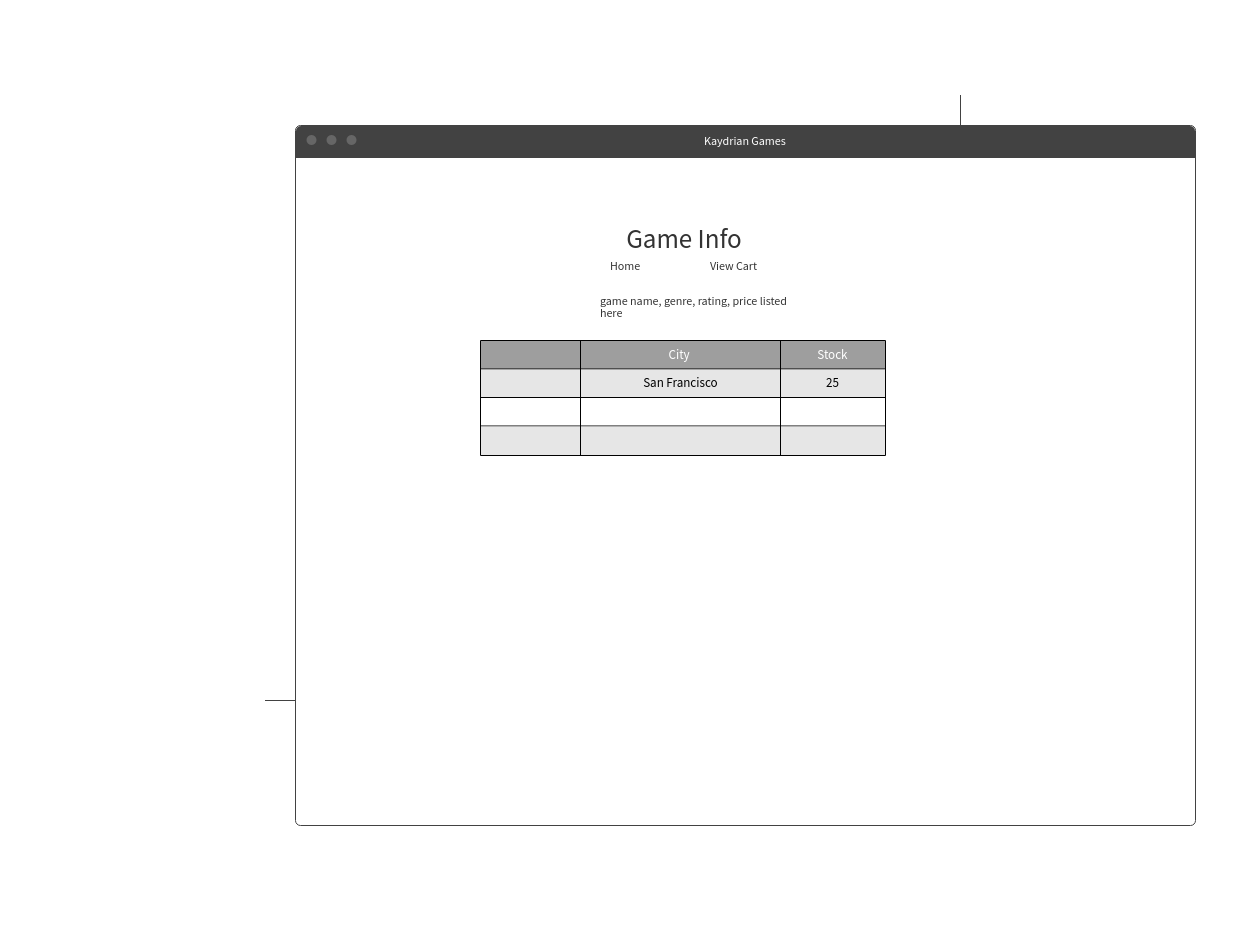 Kaydrian Games
Game Info
Home View Cart
game name, genre, rating, price listed
here
City Stock
San Francisco 25